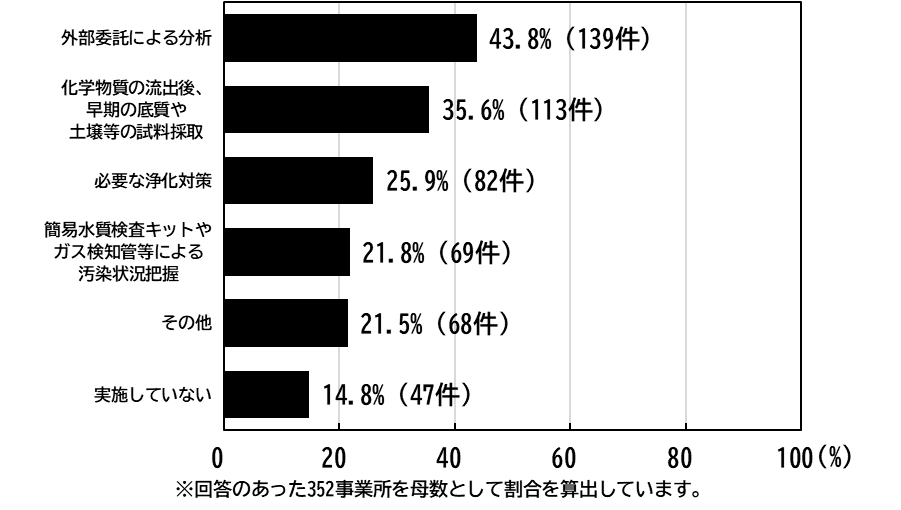 外部委託による分析
43.8%（139件）
化学物質の流出後、
早期の底質や
土壌等の試料採取
35.6%（113件）
必要な浄化対策
25.9%（82件）
簡易水質検査キットや
ガス検知管等による
汚染状況把握
21.8%（69件）
その他
21.5%（68件）
実施していない
14.8%（47件）
0 20 40 60 80 100(%)
※回答のあった352事業所を母数として割合を算出しています。